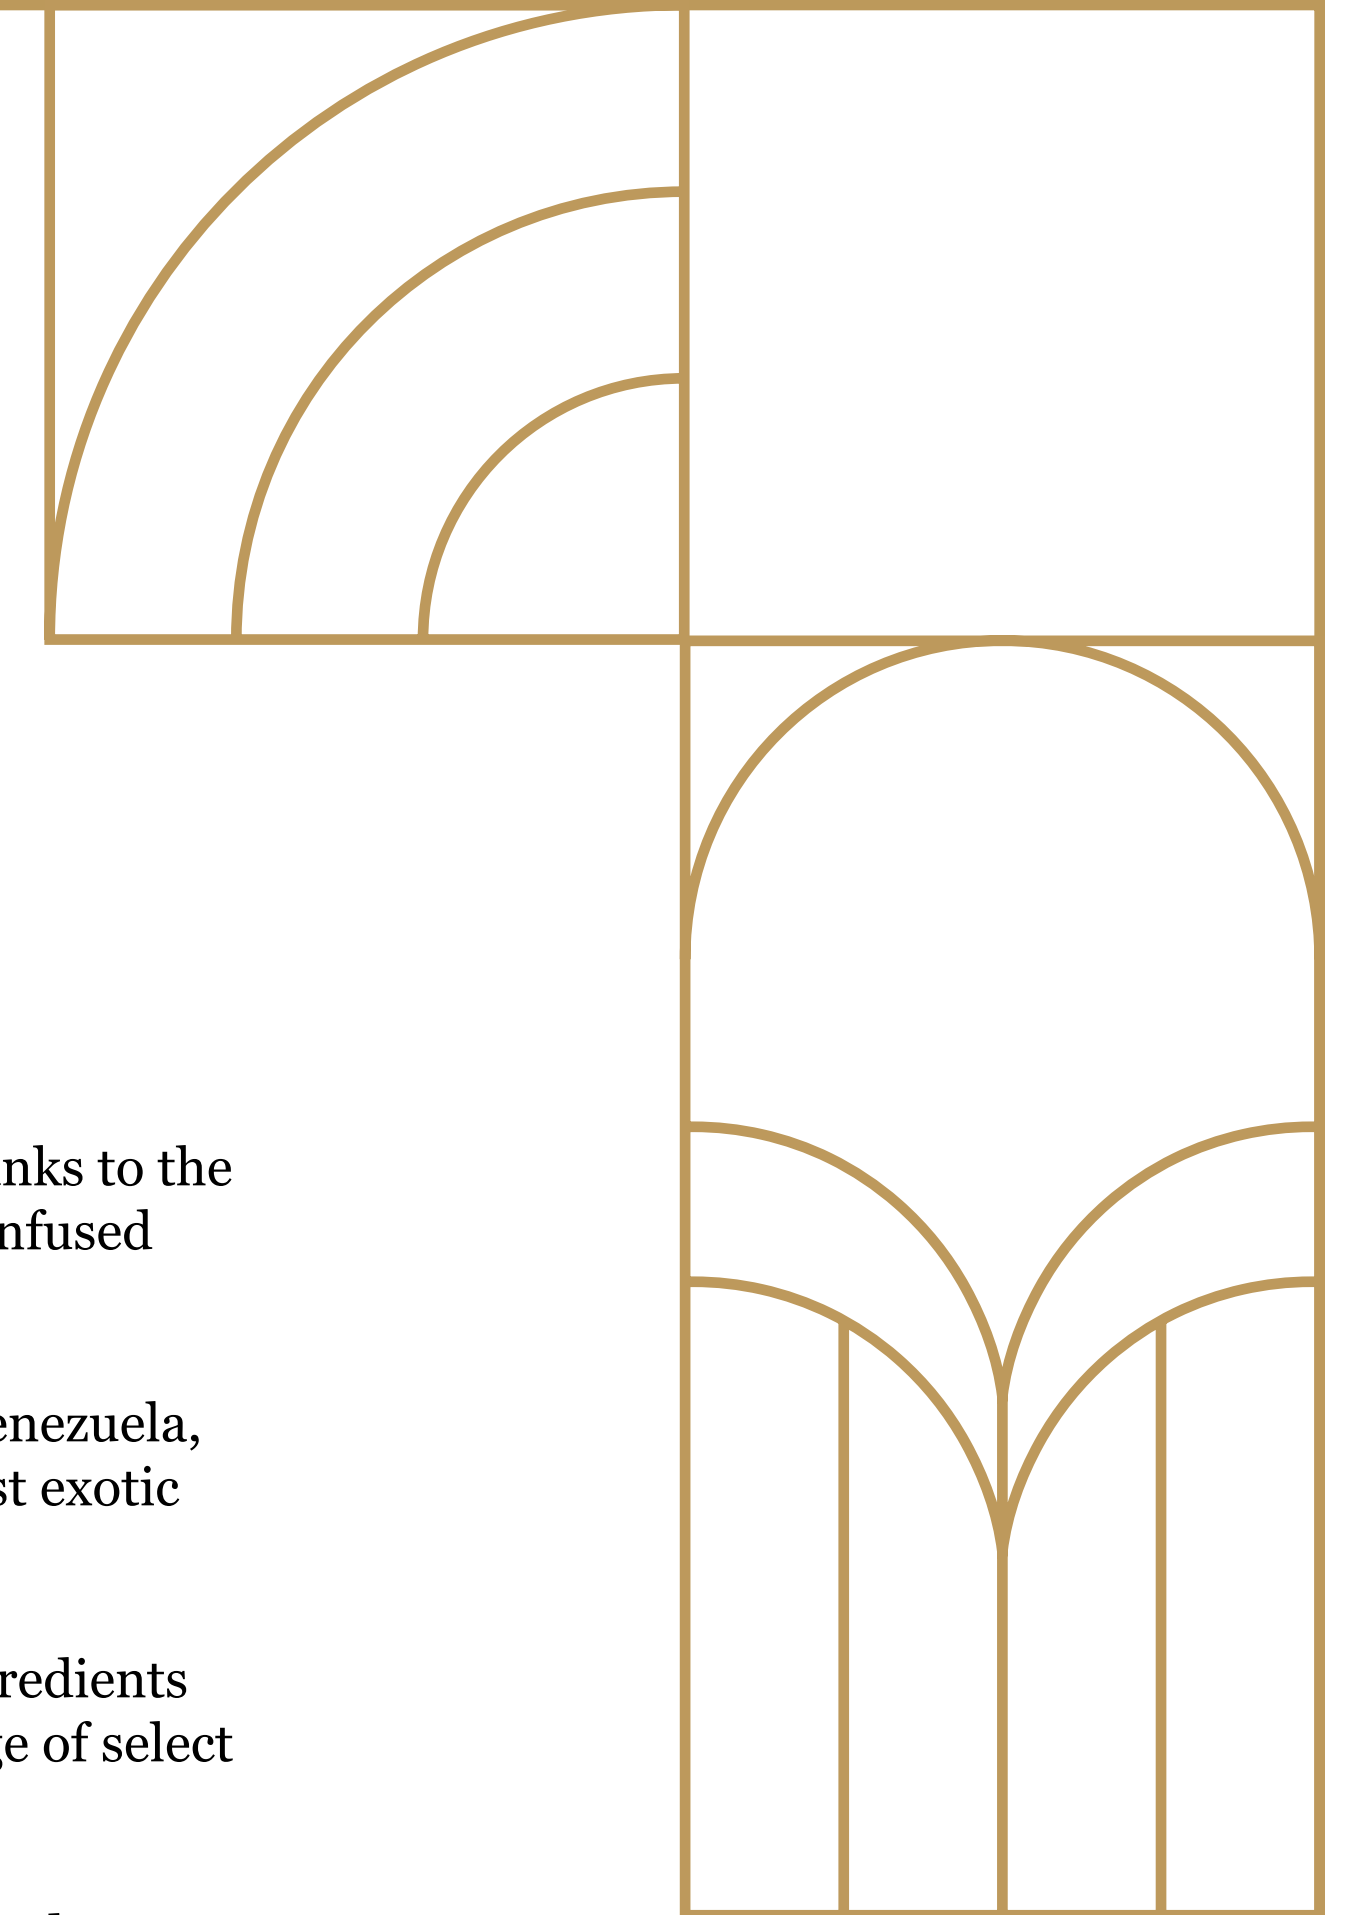 nks to the
nfused
enezuela,
st exotic
redients
ge of select